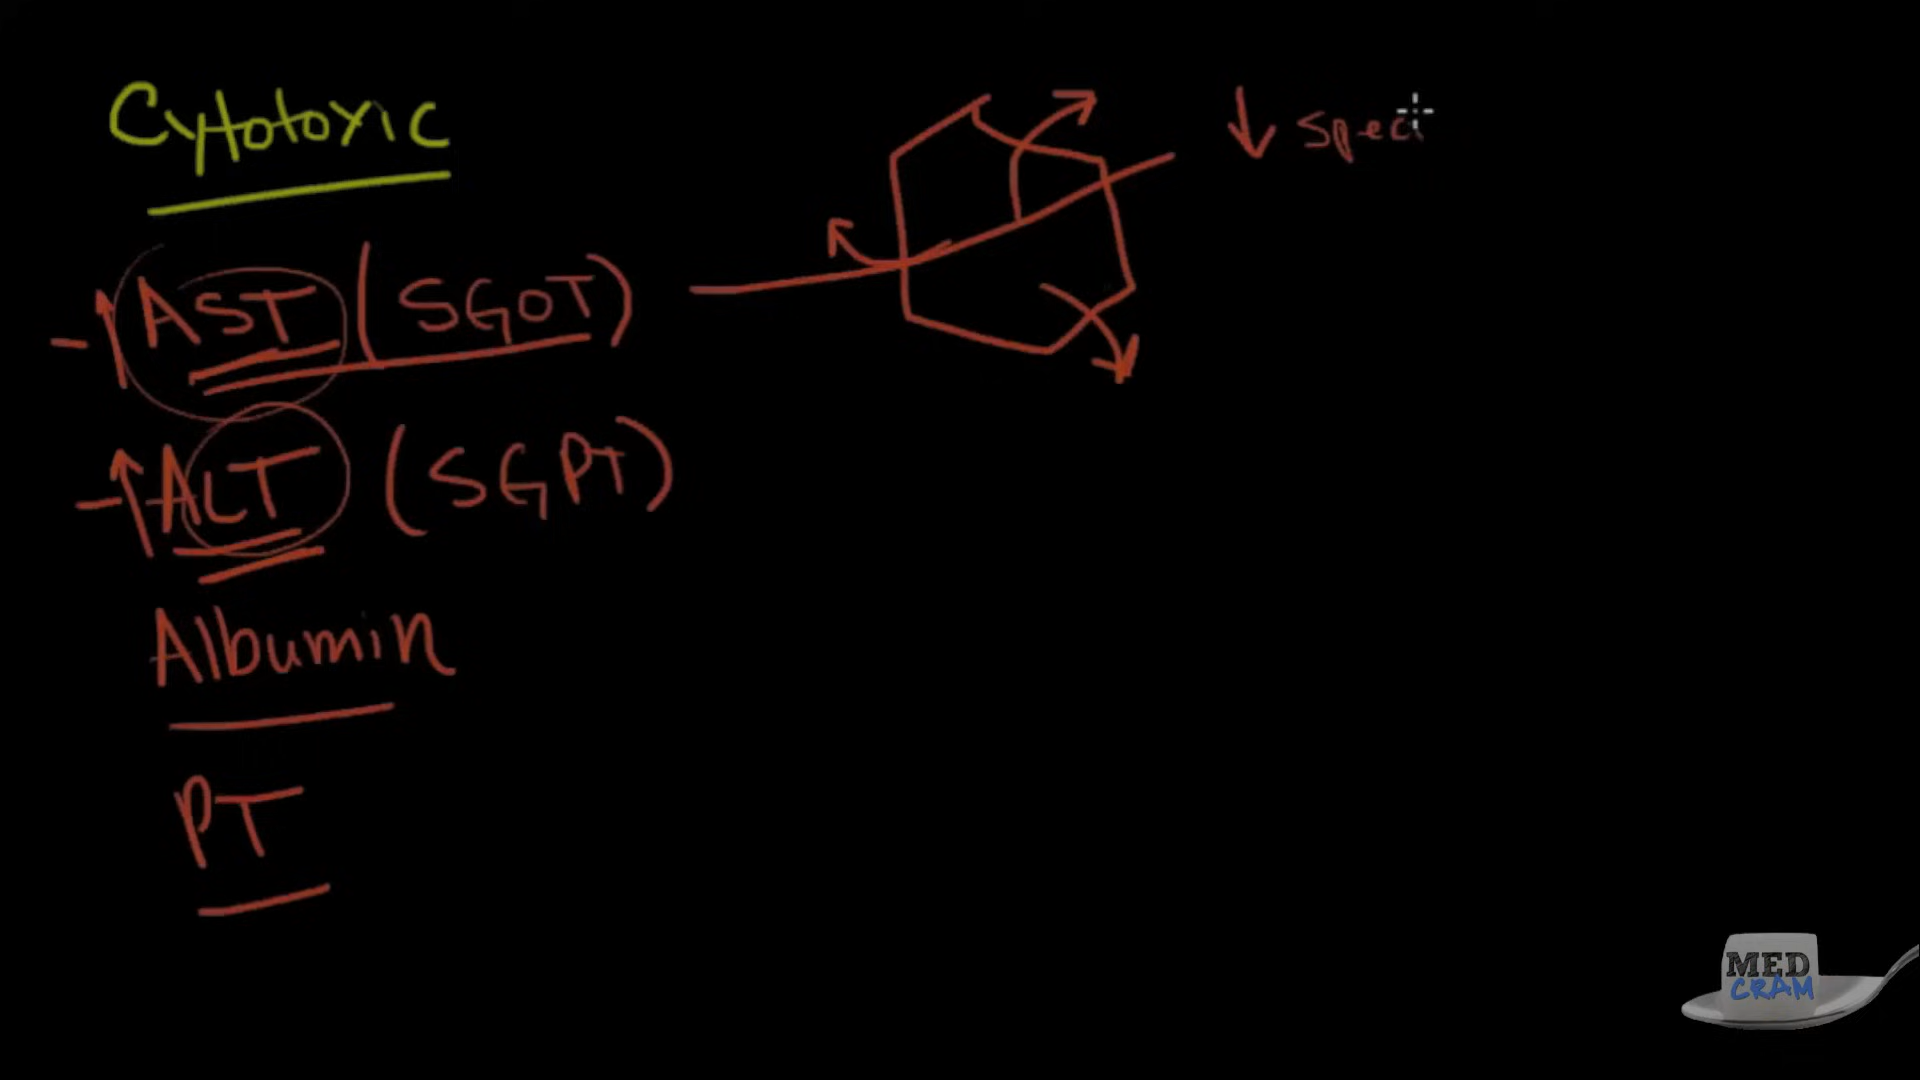 Cytotoxic
↓ speci
- ↑ AST (SGOT)
- ↑ ALT (SGPT)
Albumin
PT
MED
CRAM